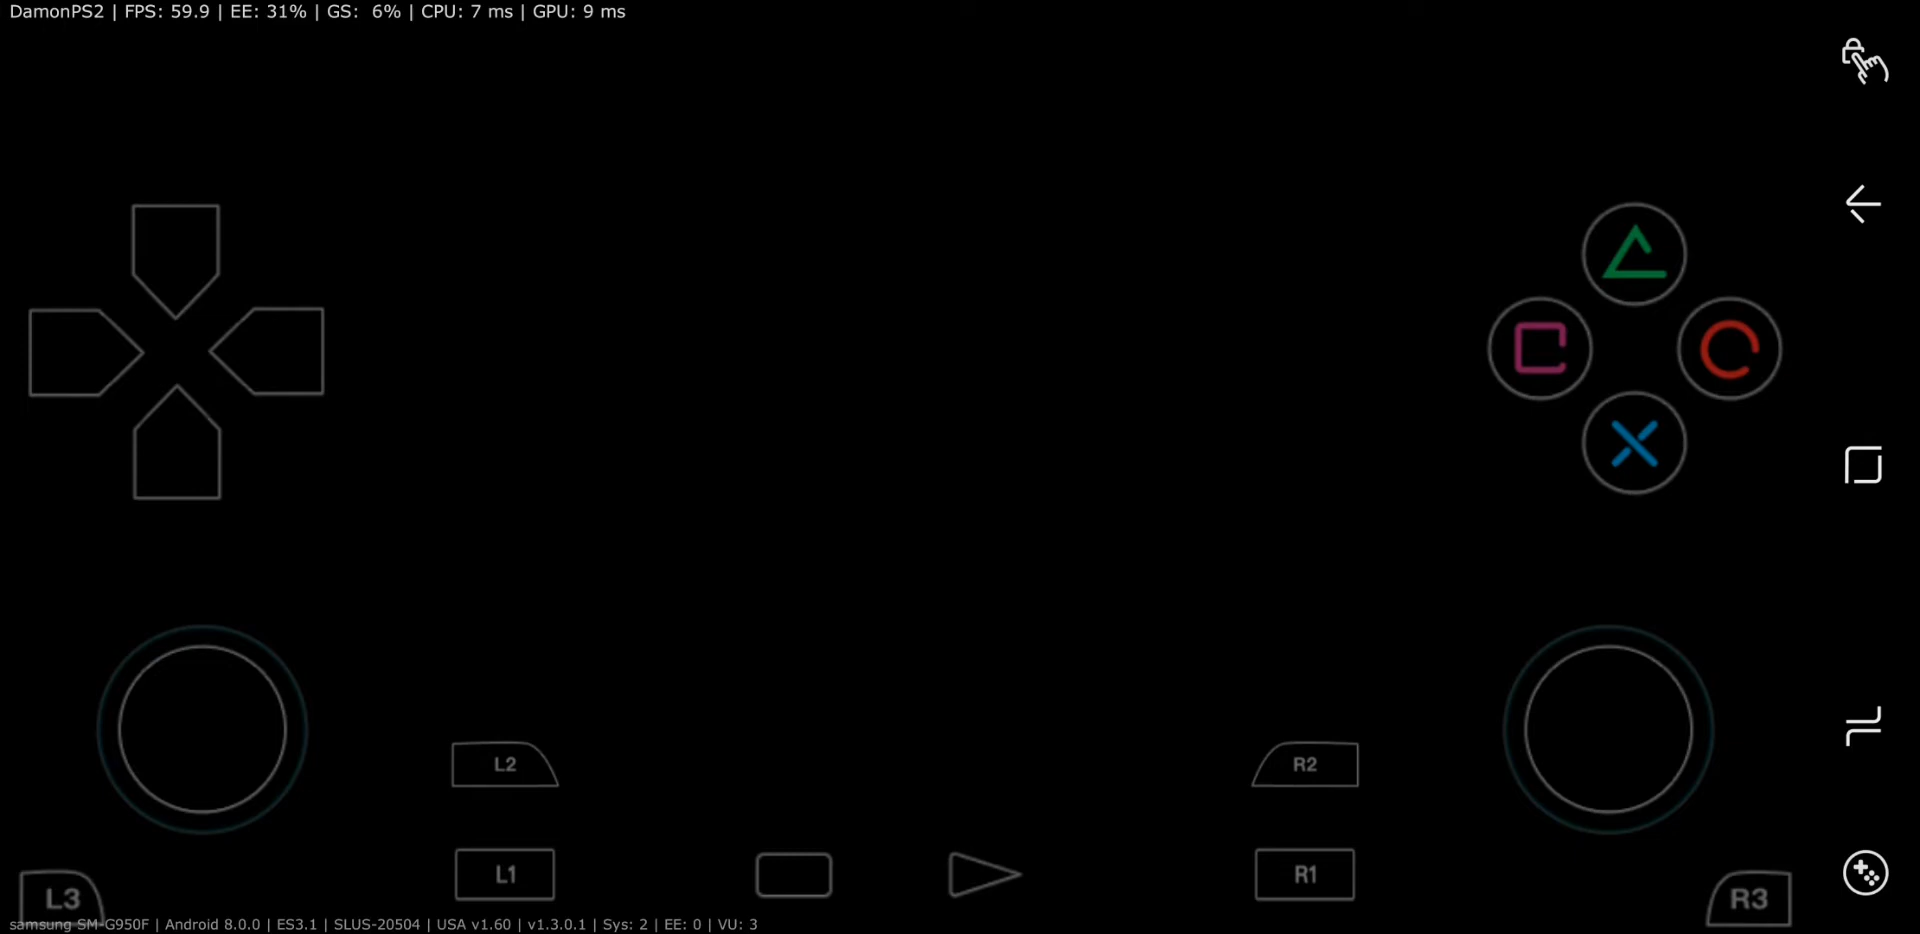 DamonPS2 | FPS: 59.9 | EE: 31% | GS:  6% | CPU: 7 ms | GPU: 9 ms
L2
R2
L1
R1
L3
R3
samsung SM-G950F | Android 8.0.0 | ES3.1 | SLUS-20504 | USA v1.60 | v1.3.0.1 | Sys: 2 | EE: 0 | VU: 3